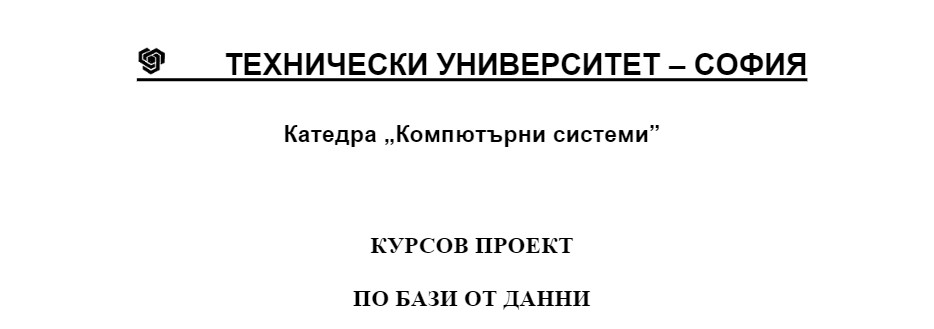 ТЕХНИЧЕСКИ УНИВЕРСИТЕТ – СОФИЯ
Катедра „Компютърни системи”
КУРСОВ ПРОЕКТ
ПО БАЗИ ОТ ДАННИ